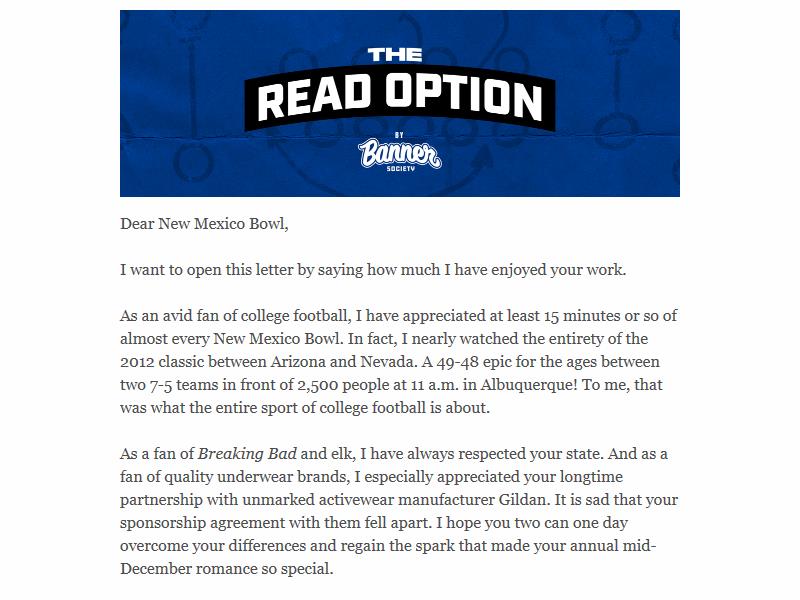 THE
READ OPTION
BY
Banner
SOCIETY
Dear New Mexico Bowl,
I want to open this letter by saying how much I have enjoyed your work.
As an avid fan of college football, I have appreciated at least 15 minutes or so of
almost every New Mexico Bowl. In fact, I nearly watched the entirety of the
2012 classic between Arizona and Nevada. A 49-48 epic for the ages between
two 7-5 teams in front of 2,500 people at 11 a.m. in Albuquerque! To me, that
was what the entire sport of college football is about.
As a fan of Breaking Bad and elk, I have always respected your state. And as a
fan of quality underwear brands, I especially appreciated your longtime
partnership with unmarked activewear manufacturer Gildan. It is sad that your
sponsorship agreement with them fell apart. I hope you two can one day
overcome your differences and regain the spark that made your annual mid-
December romance so special.